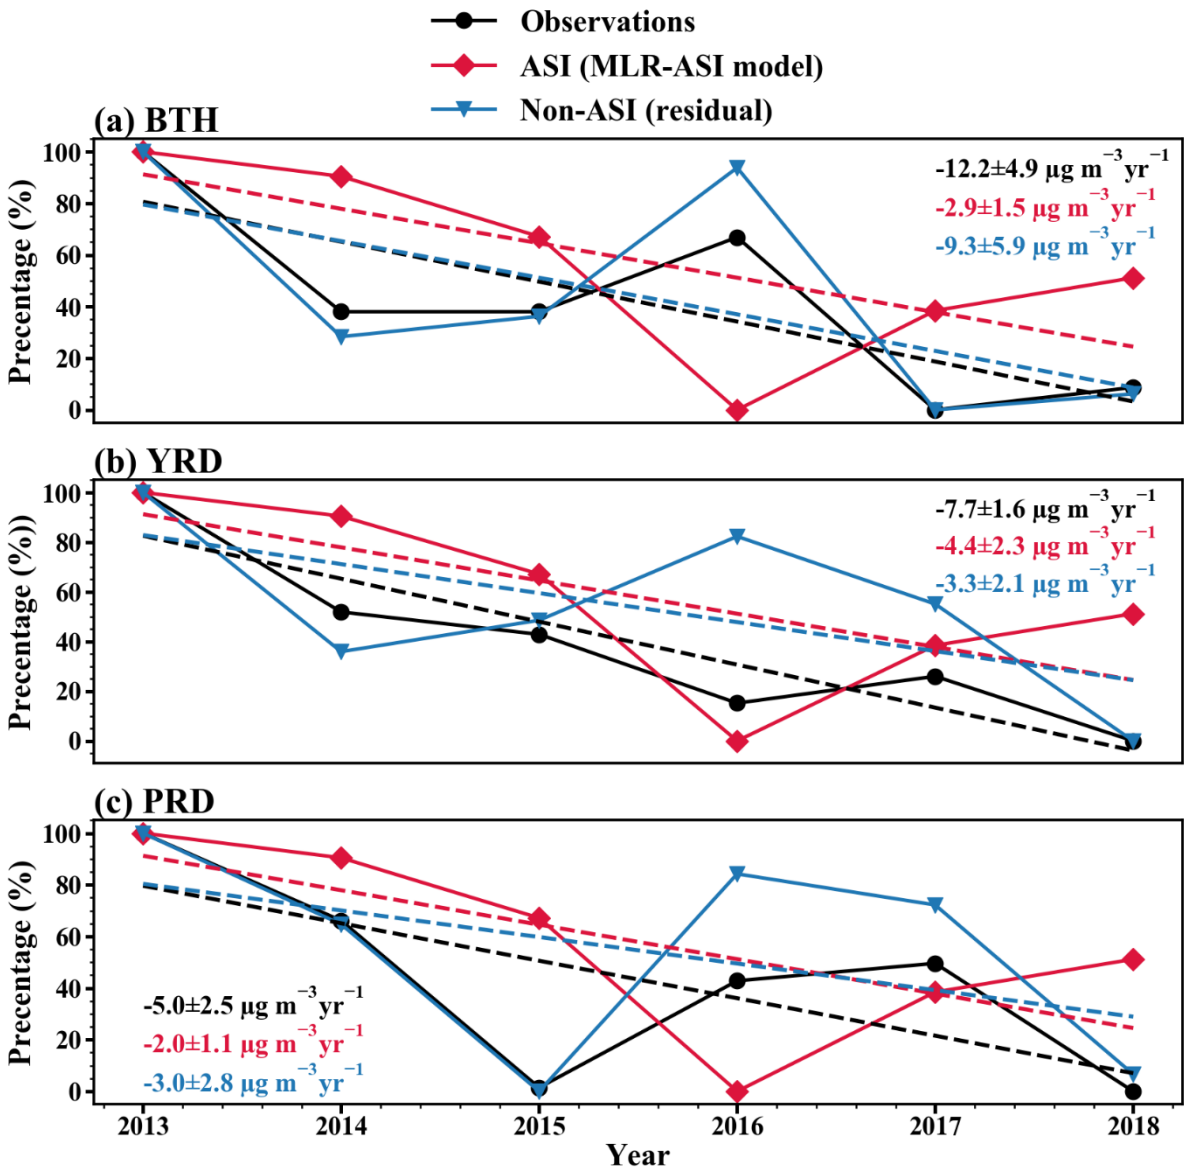 Observations
ASI (MLR-ASI model)
Non-ASI (residual)
(a) BTH
Precentage (%)
100
80
60
40
20
0
-12.2±4.9 μg m⁻³yr⁻¹
-2.9±1.5 μg m⁻³yr⁻¹
-9.3±5.9 μg m⁻³yr⁻¹
(b) YRD
Precentage (%))
100
80
60
40
20
0
-7.7±1.6 μg m⁻³yr⁻¹
-4.4±2.3 μg m⁻³yr⁻¹
-3.3±2.1 μg m⁻³yr⁻¹
(c) PRD
Precentage (%)
100
80
60
40
20
0
-5.0±2.5 μg m⁻³yr⁻¹
-2.0±1.1 μg m⁻³yr⁻¹
-3.0±2.8 μg m⁻³yr⁻¹
2013 2014 2015 2016 2017 2018
Year